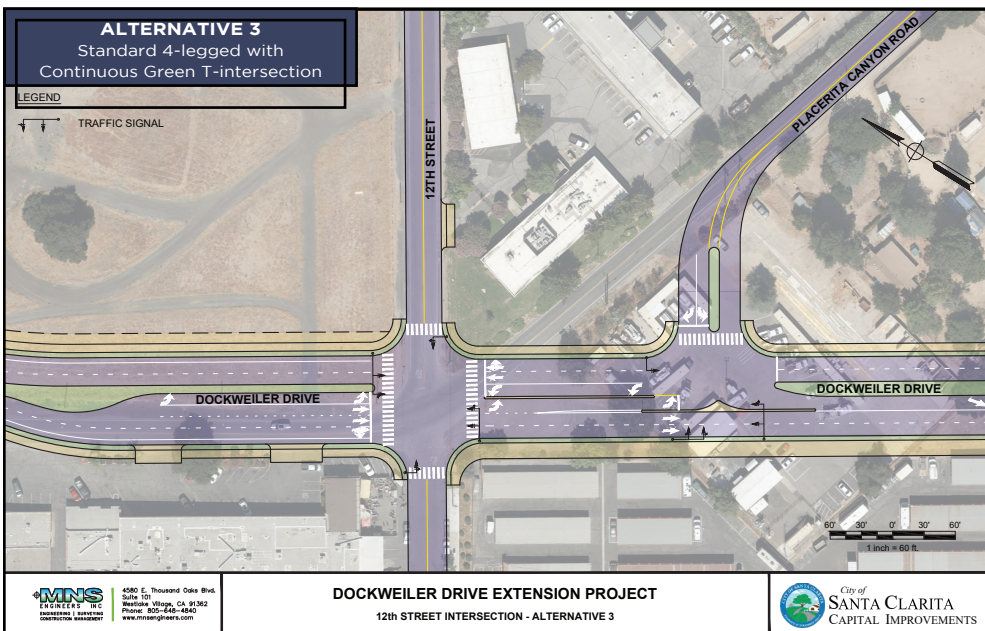 ALTERNATIVE 3
Standard 4-legged with
Continuous Green T-intersection
LEGEND
TRAFFIC SIGNAL
12TH STREET
PLACERITA CANYON ROAD
DOCKWEILER DRIVE
DOCKWEILER DRIVE
60' 30' 0' 30' 60'
1 inch = 60 ft.
MNS
ENGINEERS INC
ENGINEERING | SURVEYING
CONSTRUCTION MANAGEMENT
4580 E. Thousand Oaks Blvd.
Suite 101
Westlake Village, CA 91362
Phone: 805-648-4840
www.mnsengineers.com
DOCKWEILER DRIVE EXTENSION PROJECT
12th STREET INTERSECTION - ALTERNATIVE 3
City of
SANTA CLARITA
CAPITAL IMPROVEMENTS